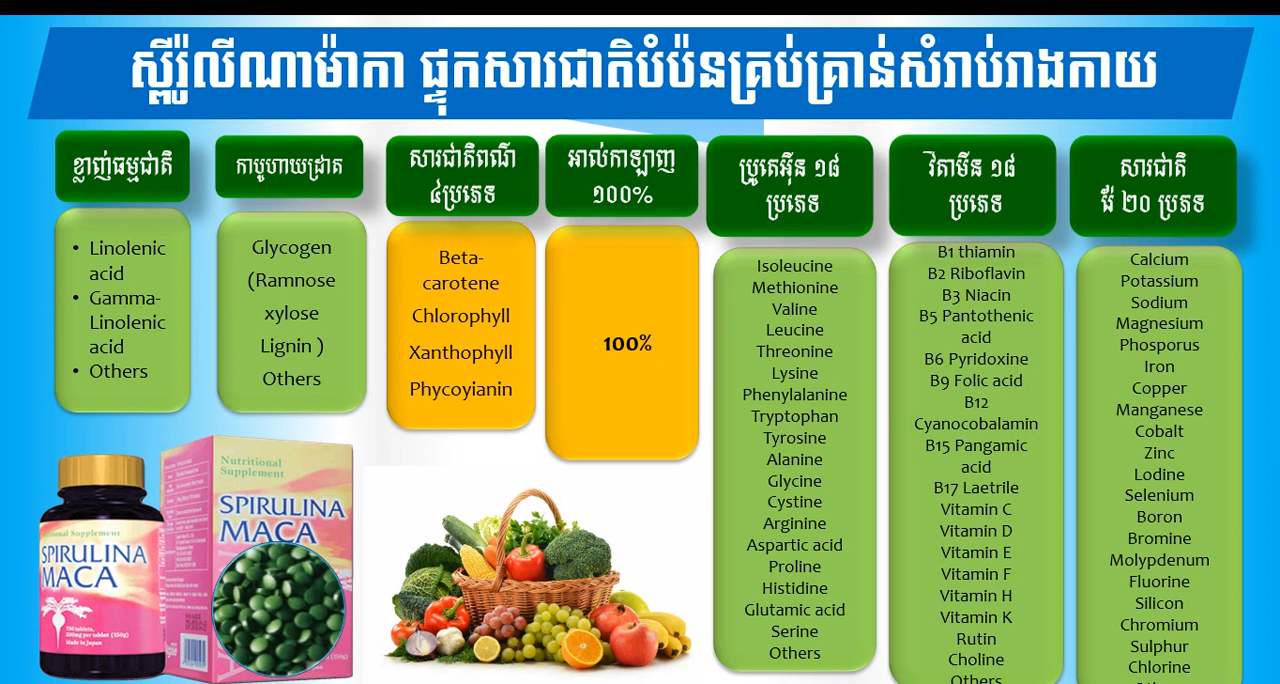 ស្ពីរ៉ូលីណាម៉ាកា ផ្ទុកសារជាតិបំប៉នគ្រប់គ្រាន់សំរាប់រាងកាយ
ខ្លាញ់ធម្មជាតិ
• Linolenic
acid
• Gamma-
Linolenic
acid
• Others
កាបូហាយដ្រាត
Glycogen
(Ramnose
xylose
Lignin )
Others
សារជាតិពណ៌
៤ប្រភេទ
Beta-
carotene
Chlorophyll
Xanthophyll
Phycoyianin
អាល់កាឡាញ
១០០%
100%
ប្រូតេអ៊ីន ១៨
ប្រភេទ
Isoleucine
Methionine
Valine
Leucine
Threonine
Lysine
Phenylalanine
Tryptophan
Tyrosine
Alanine
Glycine
Cystine
Arginine
Aspartic acid
Proline
Histidine
Glutamic acid
Serine
Others
វីតាមីន ១៨
ប្រភេទ
B1 thiamin
B2 Riboflavin
B3 Niacin
B5 Pantothenic
acid
B6 Pyridoxine
B9 Folic acid
B12
Cyanocobalamin
B15 Pangamic
acid
B17 Laetrile
Vitamin C
Vitamin D
Vitamin E
Vitamin F
Vitamin H
Vitamin K
Rutin
Choline
Others
សារជាតិ
រ៉ែ ២០ ប្រភទ
Calcium
Potassium
Sodium
Magnesium
Phosporus
Iron
Copper
Manganese
Cobalt
Zinc
Lodine
Selenium
Boron
Bromine
Molypdenum
Fluorine
Silicon
Chromium
Sulphur
Chlorine
Nutritional Supplement
SPIRULINA
MACA
750 tablets,
200mg per tablet (150g)
Made in Japan
Nutritional
Supplement
SPIRULINA
MACA